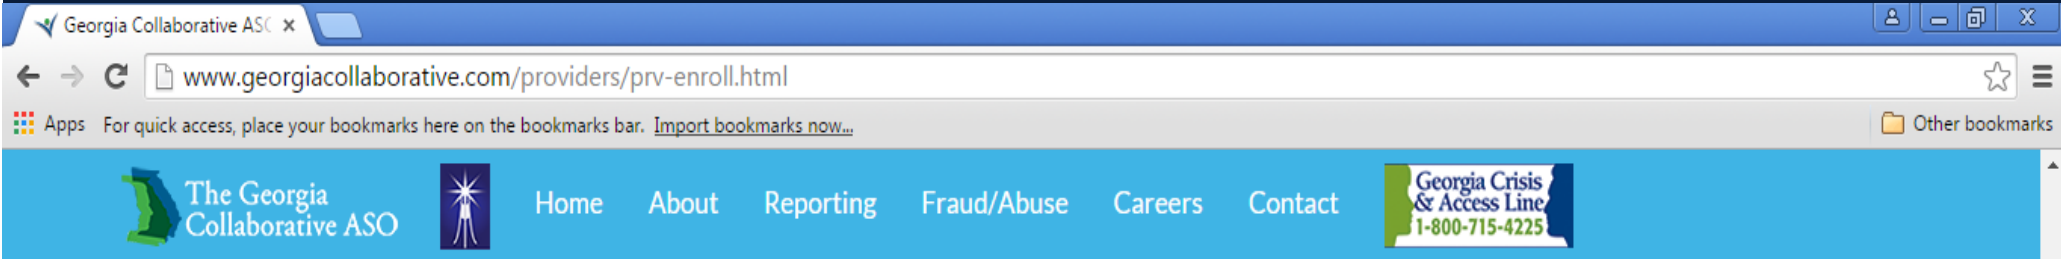 Georgia Collaborative ASC
www.georgiacollaborative.com/providers/prv-enroll.html
Apps For quick access, place your bookmarks here on the bookmarks bar. Import bookmarks now... Other bookmarks
The Georgia
Collaborative ASO
Home About Reporting Fraud/Abuse Careers Contact
Georgia Crisis
& Access Line
1-800-715-4225